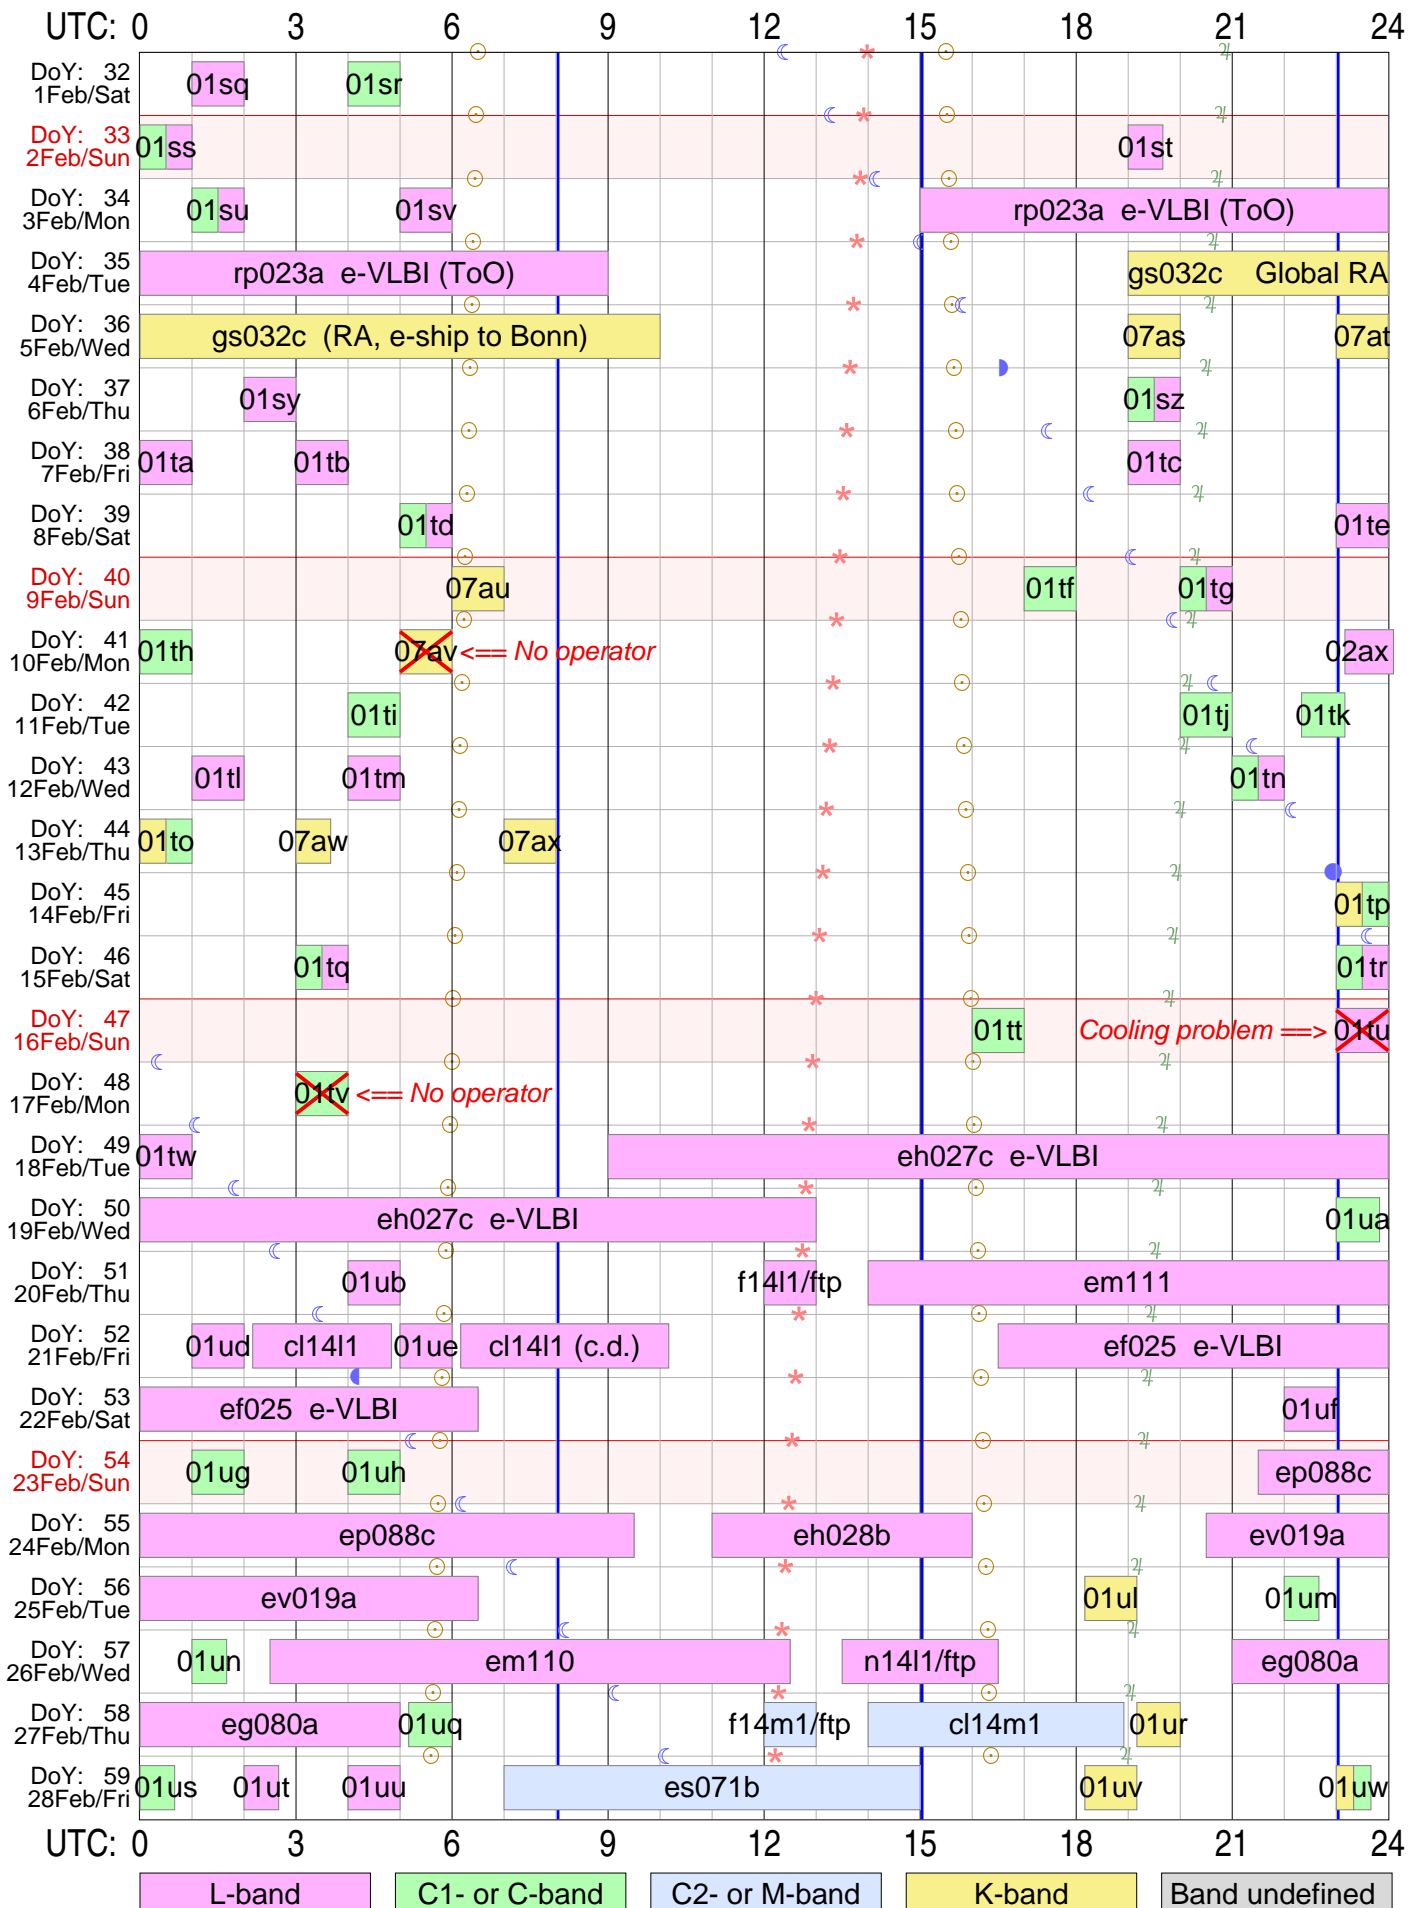 UTC: 0 3 6 9 12 15 18 21 24
DoY: 32
1Feb/Sat
01sq 01sr
DoY: 33
2Feb/Sun
01ss 01st
DoY: 34
3Feb/Mon
01su 01sv rp023a e-VLBI (ToO)
DoY: 35
4Feb/Tue
rp023a e-VLBI (ToO) gs032c Global RA
DoY: 36
5Feb/Wed
gs032c (RA, e-ship to Bonn) 07as 07at
DoY: 37
6Feb/Thu
01sy 01sz
DoY: 38
7Feb/Fri
01ta 01tb 01tc
DoY: 39
8Feb/Sat
01td 01te
DoY: 40
9Feb/Sun
07au 01tf 01tg
DoY: 41
10Feb/Mon
01th 07av <== No operator 02ax
DoY: 42
11Feb/Tue
01ti 01tj 01tk
DoY: 43
12Feb/Wed
01tl 01tm 01tn
DoY: 44
13Feb/Thu
01to 07aw 07ax
DoY: 45
14Feb/Fri
01tp
DoY: 46
15Feb/Sat
01tq 01tr
DoY: 47
16Feb/Sun
01tt Cooling problem ==> 01tu
DoY: 48
17Feb/Mon
01tv <== No operator
DoY: 49
18Feb/Tue
01tw eh027c e-VLBI
DoY: 50
19Feb/Wed
eh027c e-VLBI 01ua
DoY: 51
20Feb/Thu
01ub f14l1/ftp em111
DoY: 52
21Feb/Fri
01ud cl14l1 01ue cl14l1 (c.d.) ef025 e-VLBI
DoY: 53
22Feb/Sat
ef025 e-VLBI 01uf
DoY: 54
23Feb/Sun
01ug 01uh ep088c
DoY: 55
24Feb/Mon
ep088c eh028b ev019a
DoY: 56
25Feb/Tue
ev019a 01ul 01um
DoY: 57
26Feb/Wed
01un em110 n14l1/ftp eg080a
DoY: 58
27Feb/Thu
eg080a 01uq f14m1/ftp cl14m1 01ur
DoY: 59
28Feb/Fri
01us 01ut 01uu es071b 01uv 01uw
UTC: 0 3 6 9 12 15 18 21 24
L-band C1- or C-band C2- or M-band K-band Band undefined